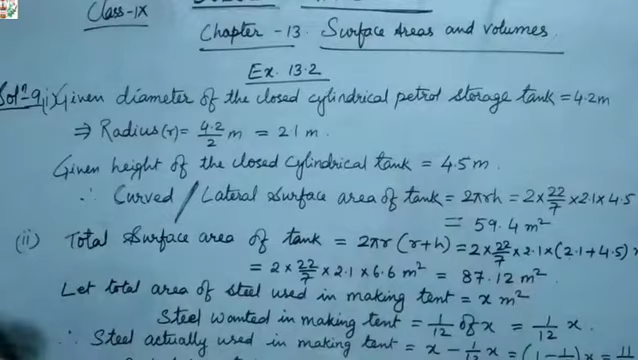 Class-IX
Chapter -13. Surface Areas and volumes.
Ex. 13.2
Solⁿ-9(i) Given diameter of the closed cylindrical petrol storage tank = 4.2m
⇒ Radius (r) = 4.2/2 m = 2.1 m.
Given height of the closed cylindrical tank = 4.5 m.
∴ Curved / Lateral surface area of tank = 2πrh = 2 × 22/7 × 2.1 × 4.5
= 59.4 m²
(ii) Total surface area of tank = 2πr (r+h) = 2 × 22/7 × 2.1 × (2.1+4.5)
= 2 × 22/7 × 2.1 × 6.6 m² = 87.12 m².
Let total area of steel used in making tent = x m²
Steel wanted in making tent = 1/12 of x = 1/12 x.
∴ Steel actually used in making tent = x - 1/12 x = (1 - 1/12) x = 11